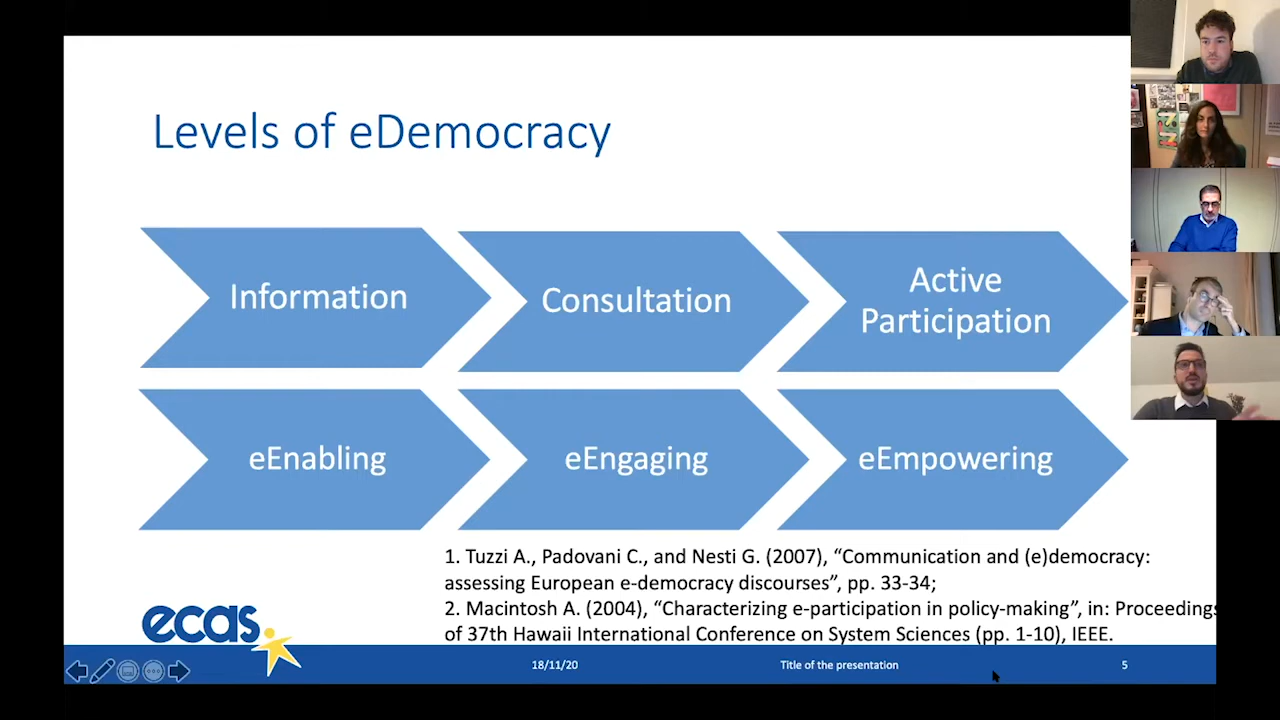 Levels of eDemocracy
Information
Consultation
Active
Participation
eEnabling
eEngaging
eEmpowering
1. Tuzzi A., Padovani C., and Nesti G. (2007), “Communication and (e)democracy:
assessing European e-democracy discourses”, pp. 33-34;
2. Macintosh A. (2004), “Characterizing e-participation in policy-making”, in: Proceedings
of 37th Hawaii International Conference on System Sciences (pp. 1-10), IEEE.
ecas
18/11/20
Title of the presentation
5